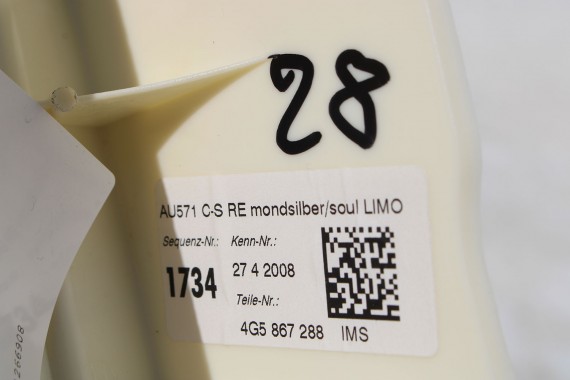 28
AU571 C-S RE mondsilber/soul LIMO
Sequenz-Nr.: Kenn-Nr.:
1734 27 4 2008
Teile-Nr.:
4G5 867 288 IMS
266908